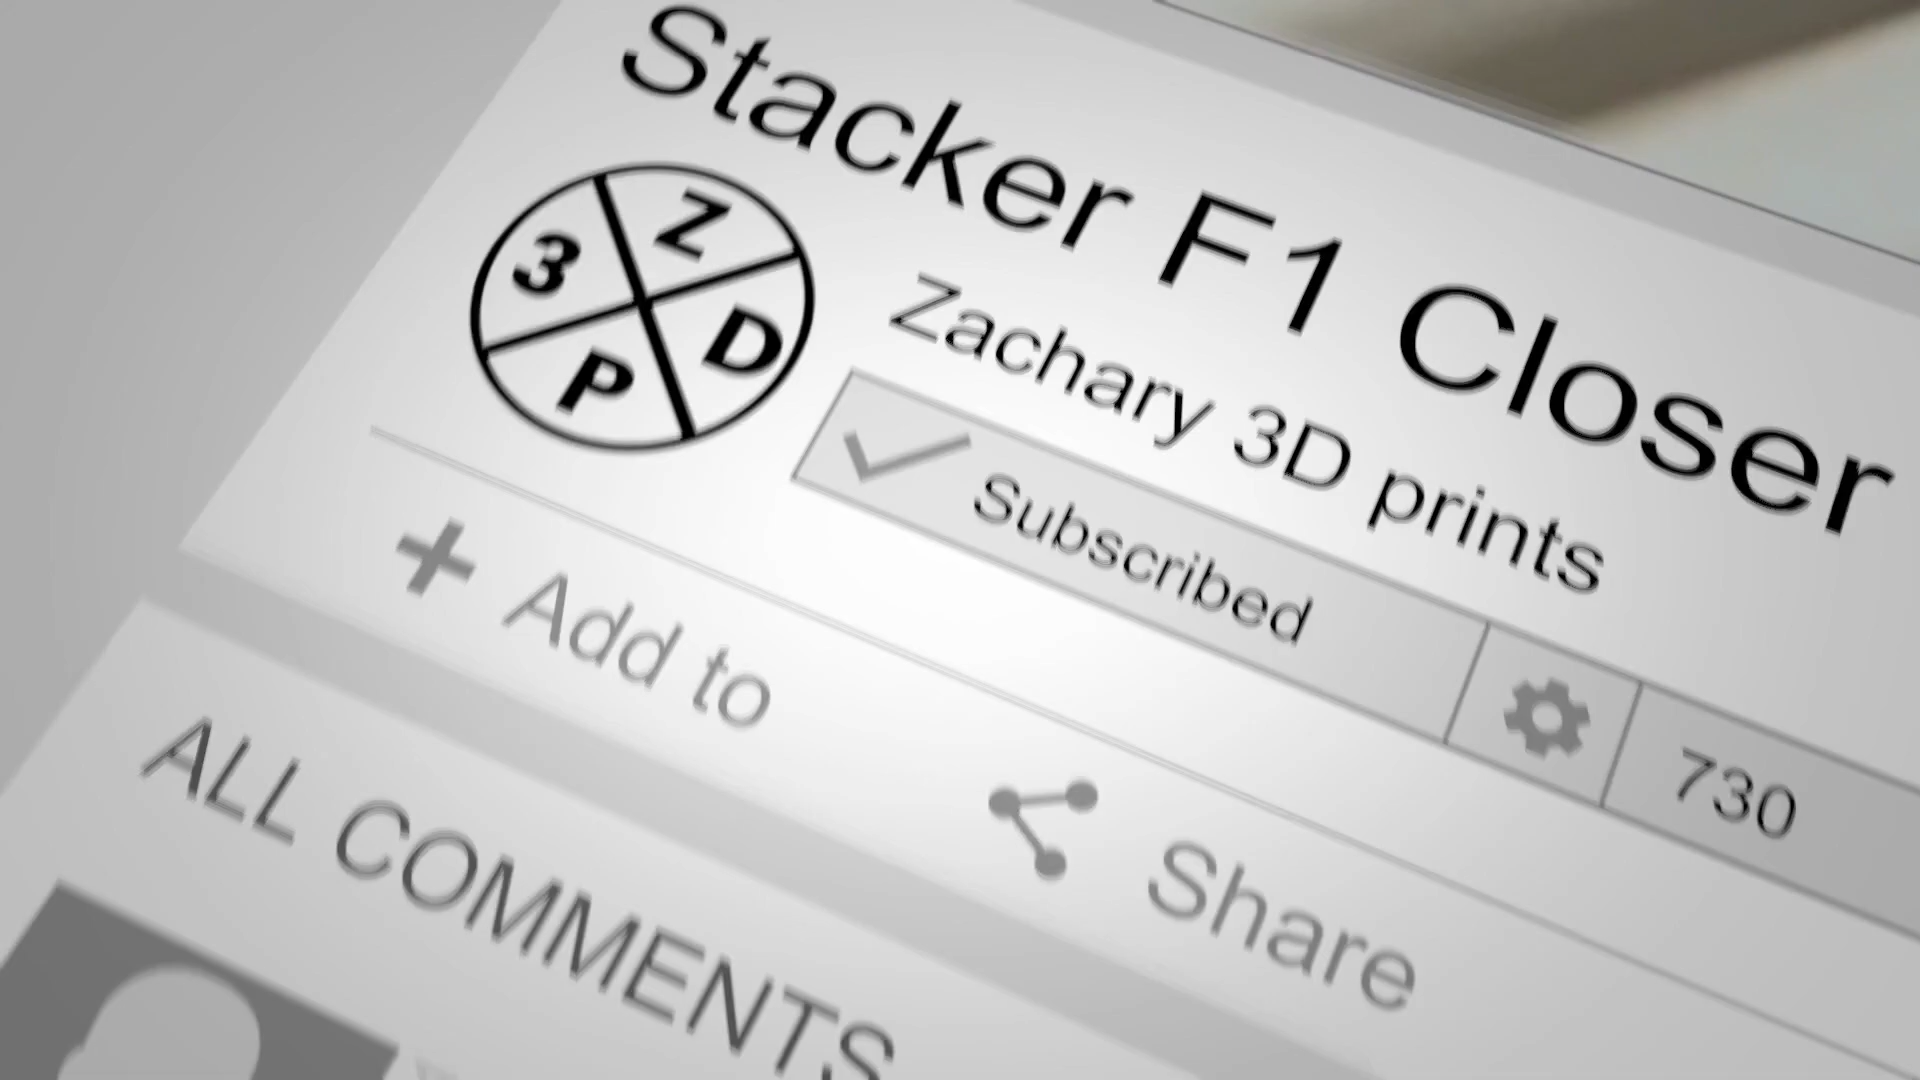 Stacker F1 Closer
Z
3
D
P
Zachary 3D prints
Subscribed
730
Add to
Share
ALL COMMENTS